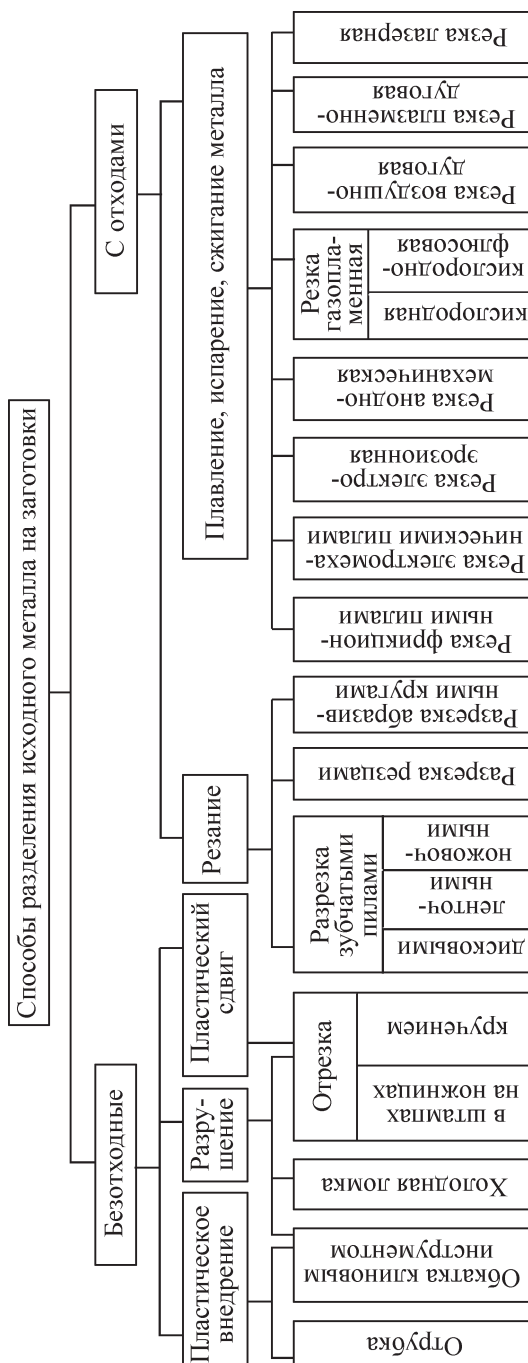 Способы разделения исходного металла на заготовки
Безотходные
С отходами
Пластическое
внедрение
Разру-
шение
Пластический
сдвиг
Резание
Плавление, испарение, сжигание металла
Отрубка
Обкатка клиновым
инструментом
Холодная ломка
Отрезка
в штампах
на ножницах
кручением
Разрезка
зубчатыми
пилами
дисковыми
ленточ-
ными
ножовоч-
ными
Разрезка резцами
Разрезка абразив-
ными кругами
Резка фрикцион-
ными пилами
Резка электромеха-
ническими пилами
Резка электро-
эрозионная
Резка анодно-
механическая
Резка
газопла-
менная
кислородная
кислородно-
флюсовая
Резка воздушно-
дуговая
Резка плазменно-
дуговая
Резка лазерная